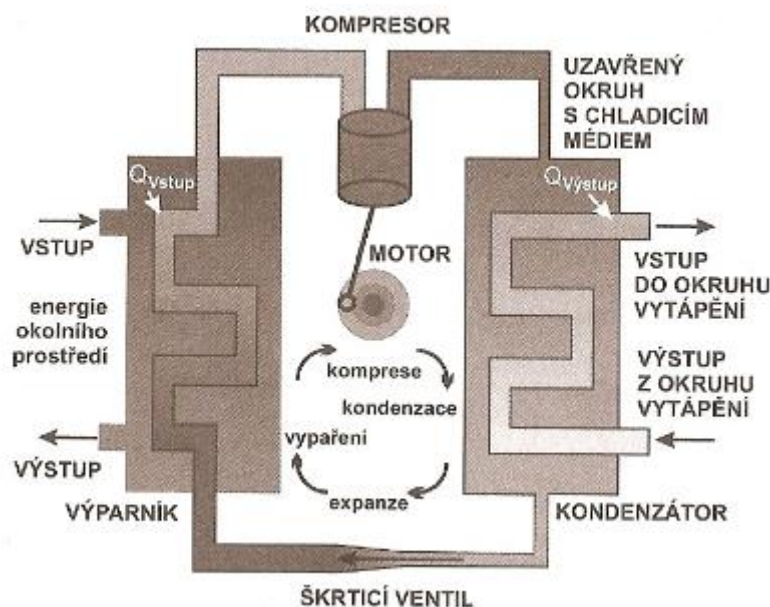 KOMPRESOR
UZAVŘENÝ
OKRUH
S CHLADICÍM
MÉDIEM
QVstup
QVýstup
VSTUP
MOTOR
VSTUP
DO OKRUHU
VYTÁPĚNÍ
energie
okolního
prostředí
komprese
kondenzace
vypaření
expanze
VÝSTUP
Z OKRUHU
VYTÁPĚNÍ
VÝSTUP
VÝPARNÍK
KONDENZÁTOR
ŠKRTICÍ VENTIL